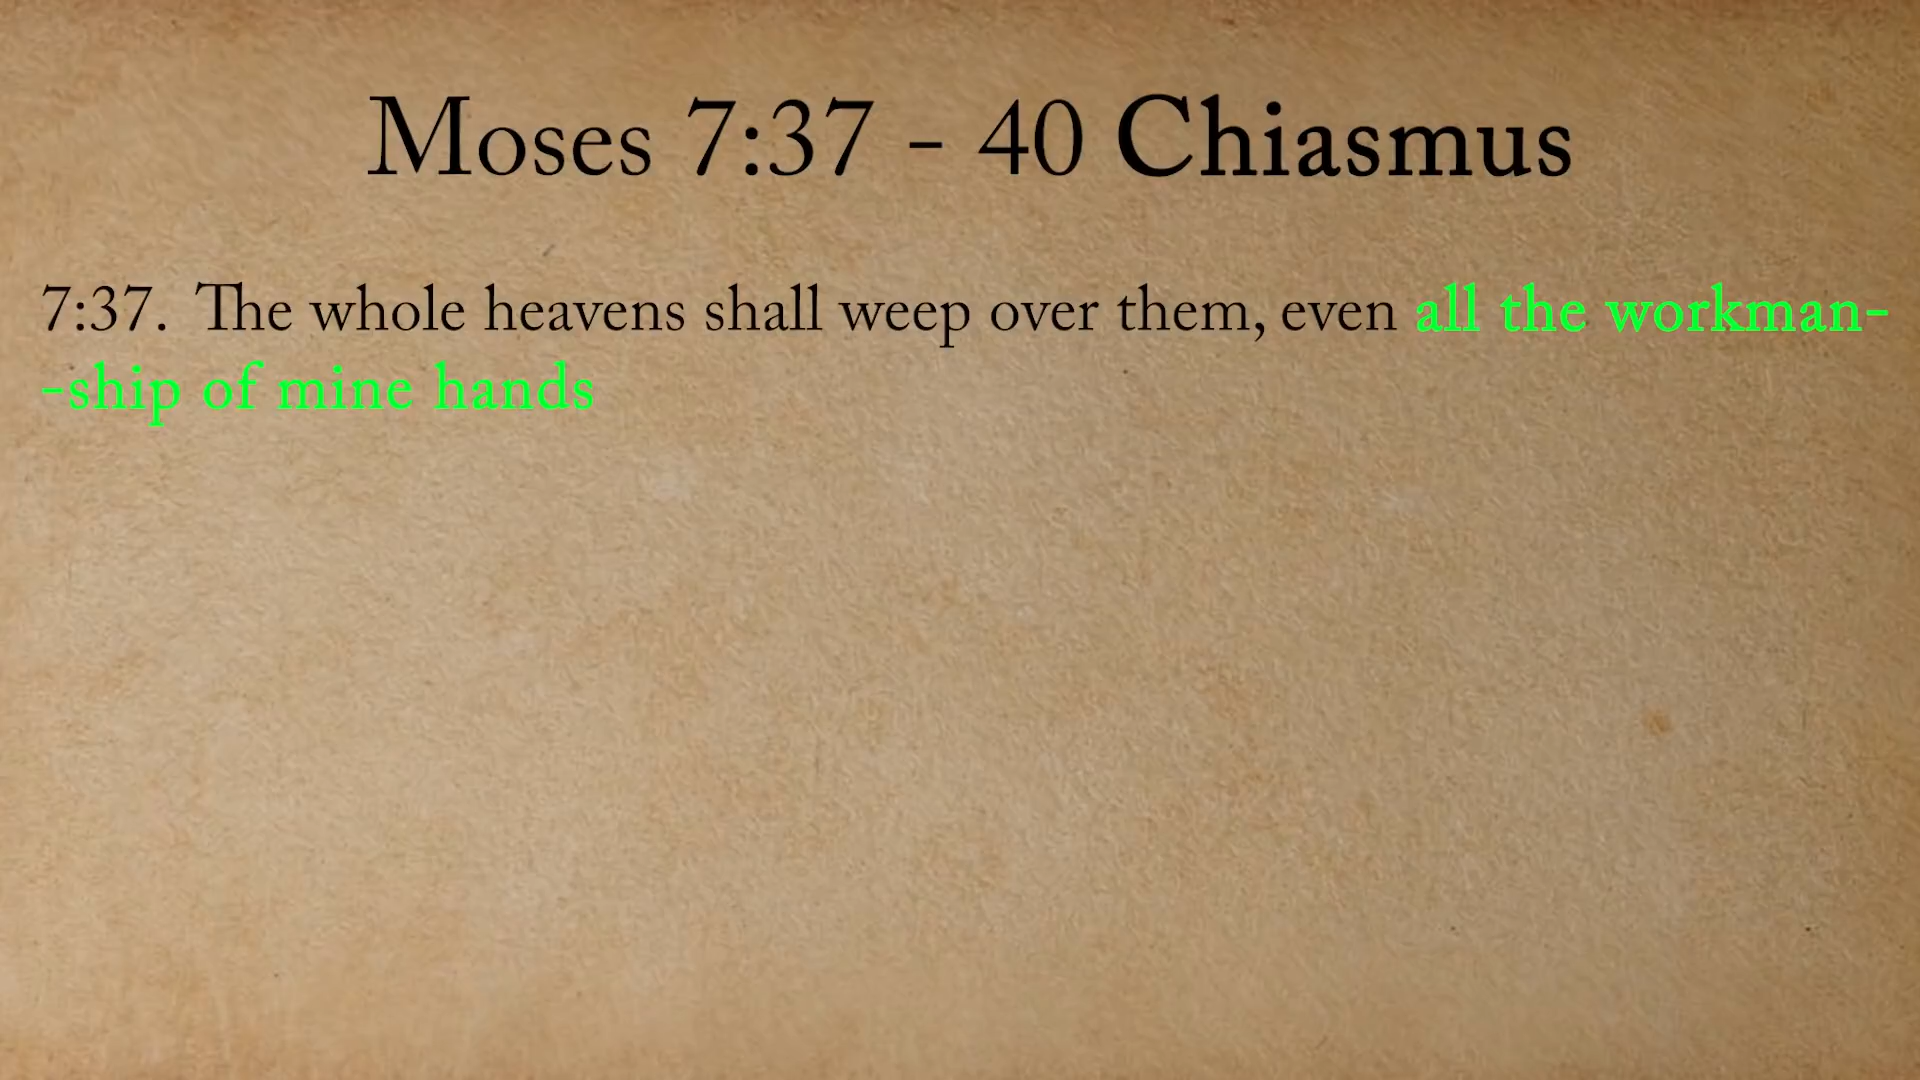 Moses 7:37 - 40 Chiasmus
7:37. The whole heavens shall weep over them, even all the workman-
-ship of mine hands